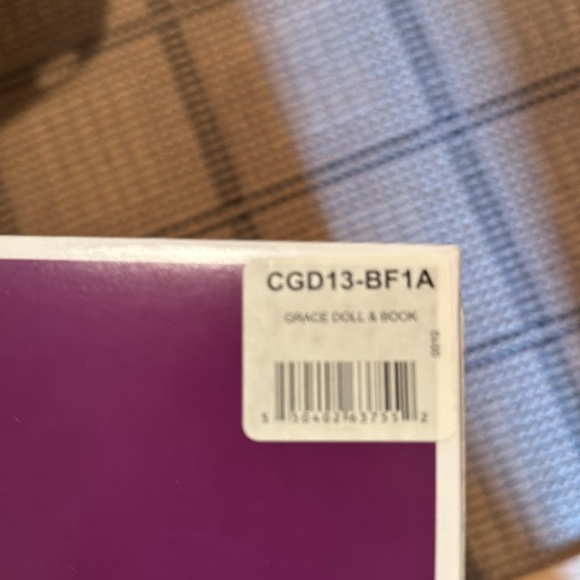 CGD13-BF1A
GRACE DOLL & BOOK
0010